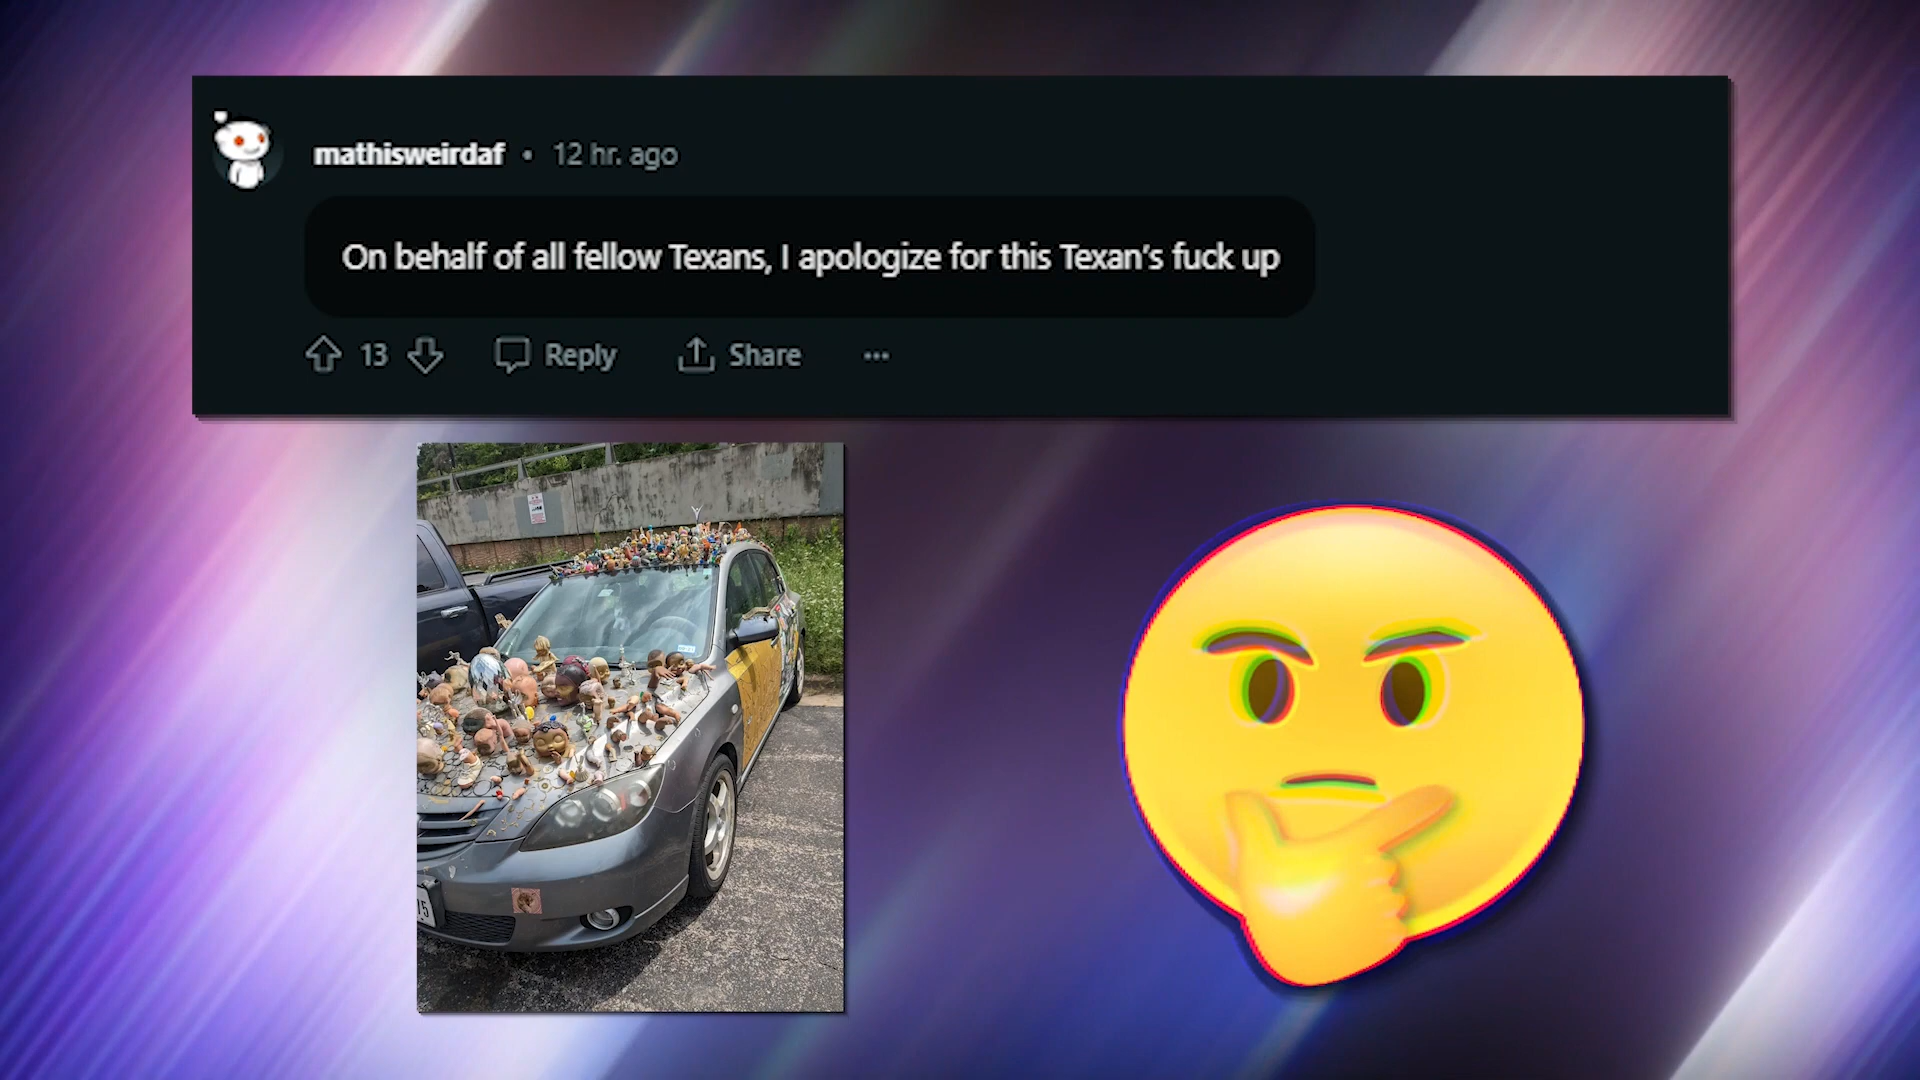 mathisweirdaf • 12 hr. ago
On behalf of all fellow Texans, I apologize for this Texan's fuck up
13 Reply Share ...